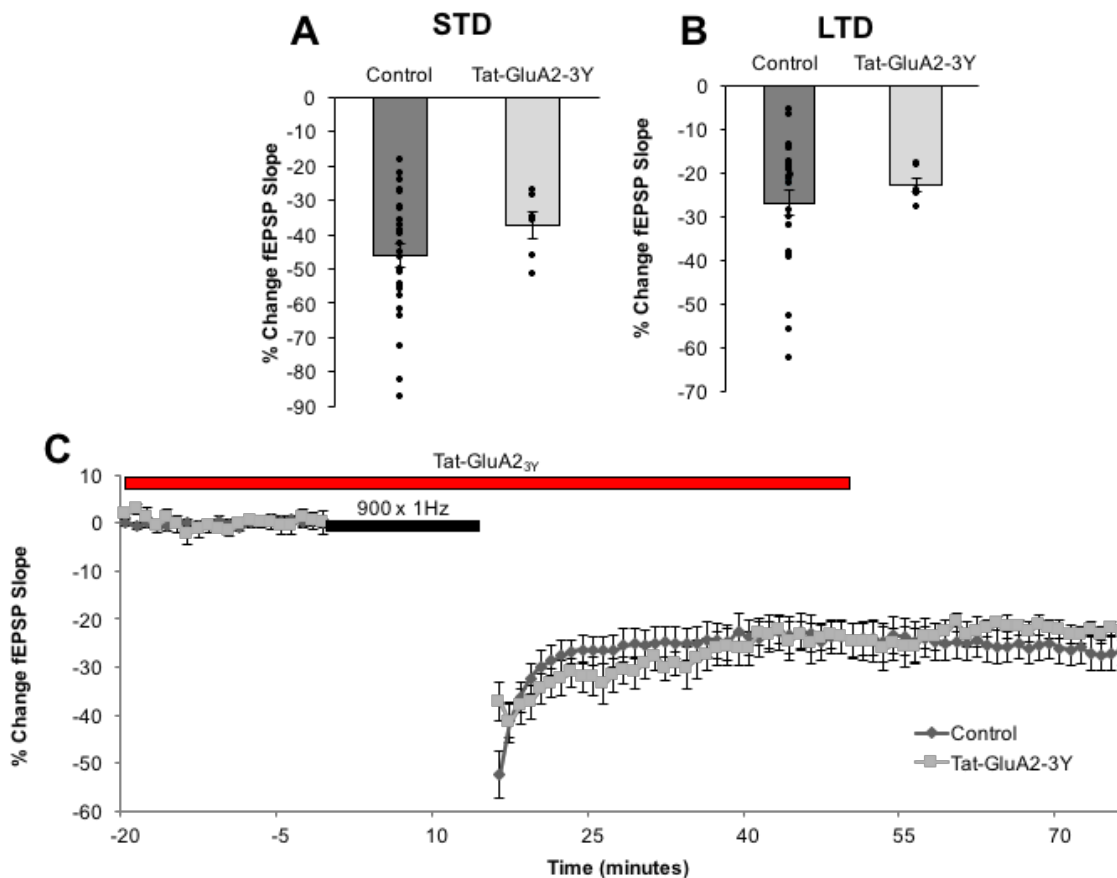 A STD
Control Tat-GluA2-3Y
0
-10
-20
-30
-40
-50
-60
-70
-80
-90
% Change fEPSP Slope
B LTD
Control Tat-GluA2-3Y
0
-10
-20
-30
-40
-50
-60
-70
% Change fEPSP Slope
C
Tat-GluA23Y
900 x 1Hz
10
0
-10
-20
-30
-40
-50
-60
% Change fEPSP Slope
Control
Tat-GluA2-3Y
-20 -5 10 25 40 55 70
Time (minutes)